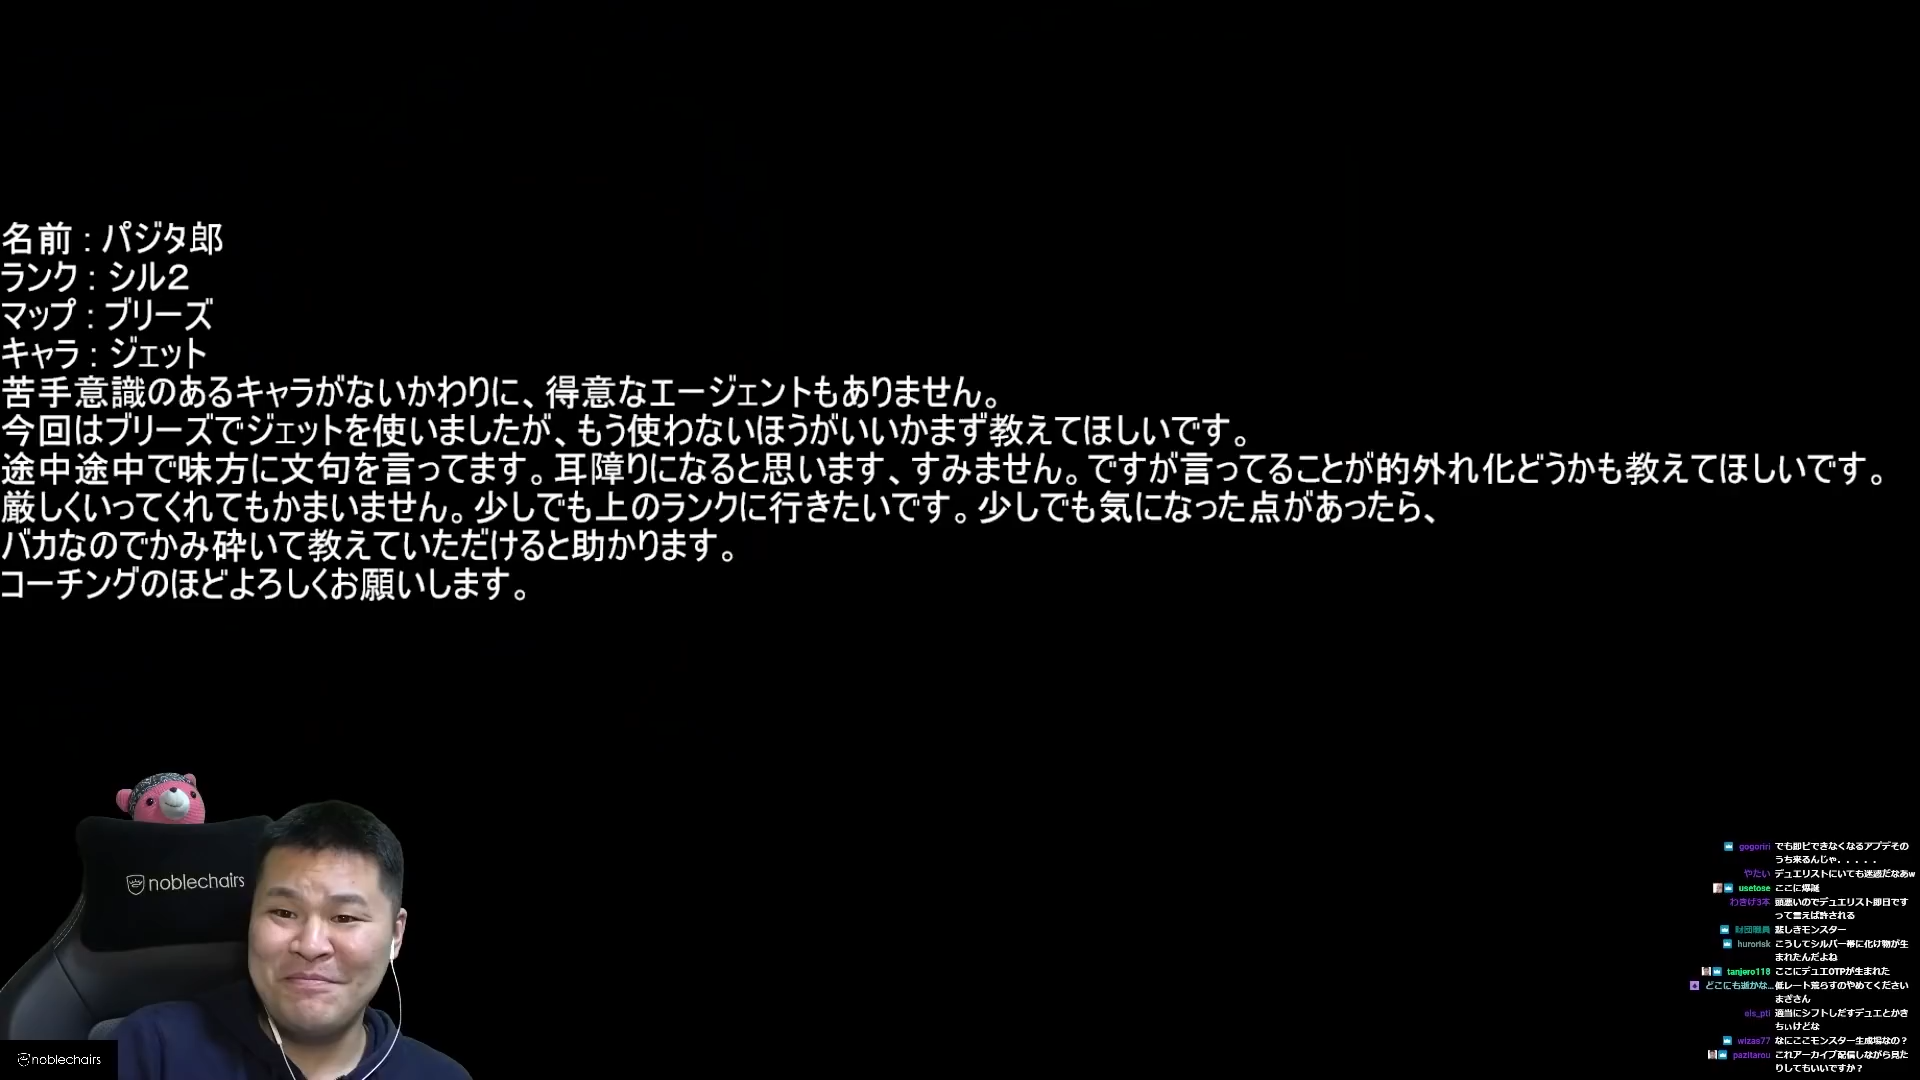 名前：パジタ郎
ランク：シル２
マップ：ブリーズ
キャラ：ジェット
苦手意識のあるキャラがないかわりに、得意なエージェントもありません。
今回はブリーズでジェットを使いましたが、もう使わないほうがいいかまず教えてほしいです。
途中途中で味方に文句を言ってます。耳障りになると思います、すみません。ですが言ってることが的外れ化どうかも教えてほしいです。
厳しくいってくれてもかまいません。少しでも上のランクに行きたいです。少しでも気になった点があったら、
バカなのでかみ砕いて教えていただけると助かります。
コーチングのほどよろしくお願いします。
noblechairs
noblechairs
gogoriri でも即ピできなくなるアプデその
うち来るんじゃ．．．．．
やたい デュエリストにいても迷惑だなあw
usetose ここに爆誕
わきげ3本 頭悪いのでデュエリスト即日です
って言えば許される
財団職員 悲しきモンスター
hurorisk こうしてシルバー帯に化け物が生
まれたんだよね
tanjero118 ここにデュエOTPが生まれた
どこにも逝かな... 低レート荒らすのやめてください
まざさん
els_pti 適当にシフトしだすデュエとかき
ちぃけどな
wizas77 なにここモンスター生成場なの？
pazitarou これアーカイブ配信しながら見た
りしてもいいですか？